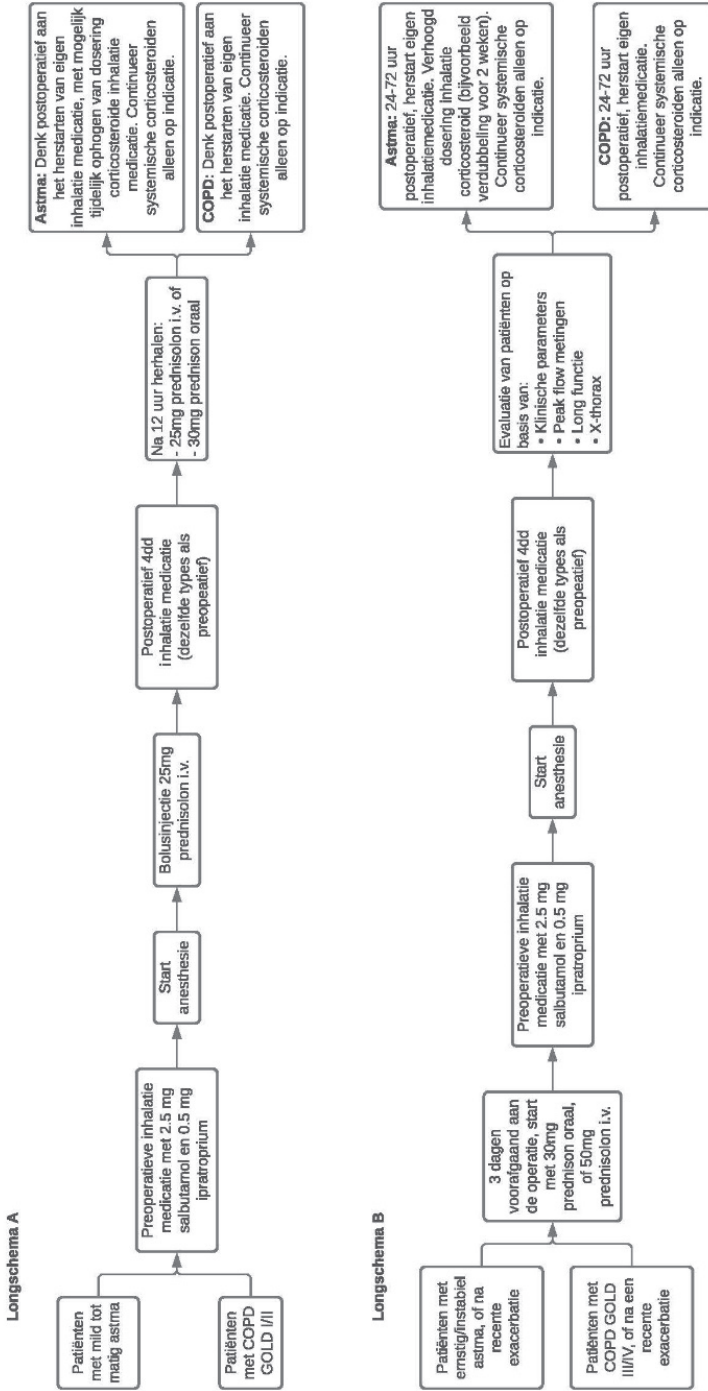 Longschema A
Patiënten
met mild tot
matig astma
Patiënten
met COPD
GOLD I/II
Preoperatieve inhalatie
medicatie met 2.5 mg
salbutamol en 0.5 mg
ipratroprium
Start
anesthesie
Bolusinjectie 25mg
prednisolon i.v.
Postoperatief 4dd
inhalatie medicatie
(dezelfde types als
preopeatief)
Na 12 uur herhalen:
- 25mg prednisolon i.v. of
- 30mg prednison oraal
Astma: Denk postoperatief aan
het herstarten van eigen
inhalatie medicatie, met mogelijk
tijdelijk ophogen van dosering
corticosteroide inhalatie
medicatie. Continueer
systemische corticosteroiden
alleen op indicatie.
COPD: Denk postoperatief aan
het herstarten van eigen
inhalatie medicatie. Continueer
systemische corticosteroiden
alleen op indicatie.
Longschema B
Patiënten met
ernstig/instabiel
astma, of na
recente
exacerbatie
Patiënten met
COPD GOLD
III/IV, of na een
recente
exacerbatie
3 dagen
voorafgaand aan
de operatie, start
met 30mg
prednison oraal,
of 50mg
prednisolon i.v.
Preoperatieve inhalatie
medicatie met 2.5 mg
salbutamol en 0.5 mg
ipratroprium
Start
anesthesie
Postoperatief 4dd
inhalatie medicatie
(dezelfde types als
preopeatief)
Evaluatie van patiënten op
basis van:
• Klinische parameters
• Peak flow metingen
• Long functie
• X-thorax
Astma: 24-72 uur
postoperatief, herstart eigen
inhalatiemedicatie. Verhoogd
dosering inhalatie
corticosteroid (bijvoorbeeld
verdubbeling voor 2 weken).
Continueer systemische
corticosteroiden alleen op
indicatie.
COPD: 24-72 uur
postoperatief, herstart eigen
inhalatiemedicatie.
Continueer systemische
corticosteroiden alleen op
indicatie.